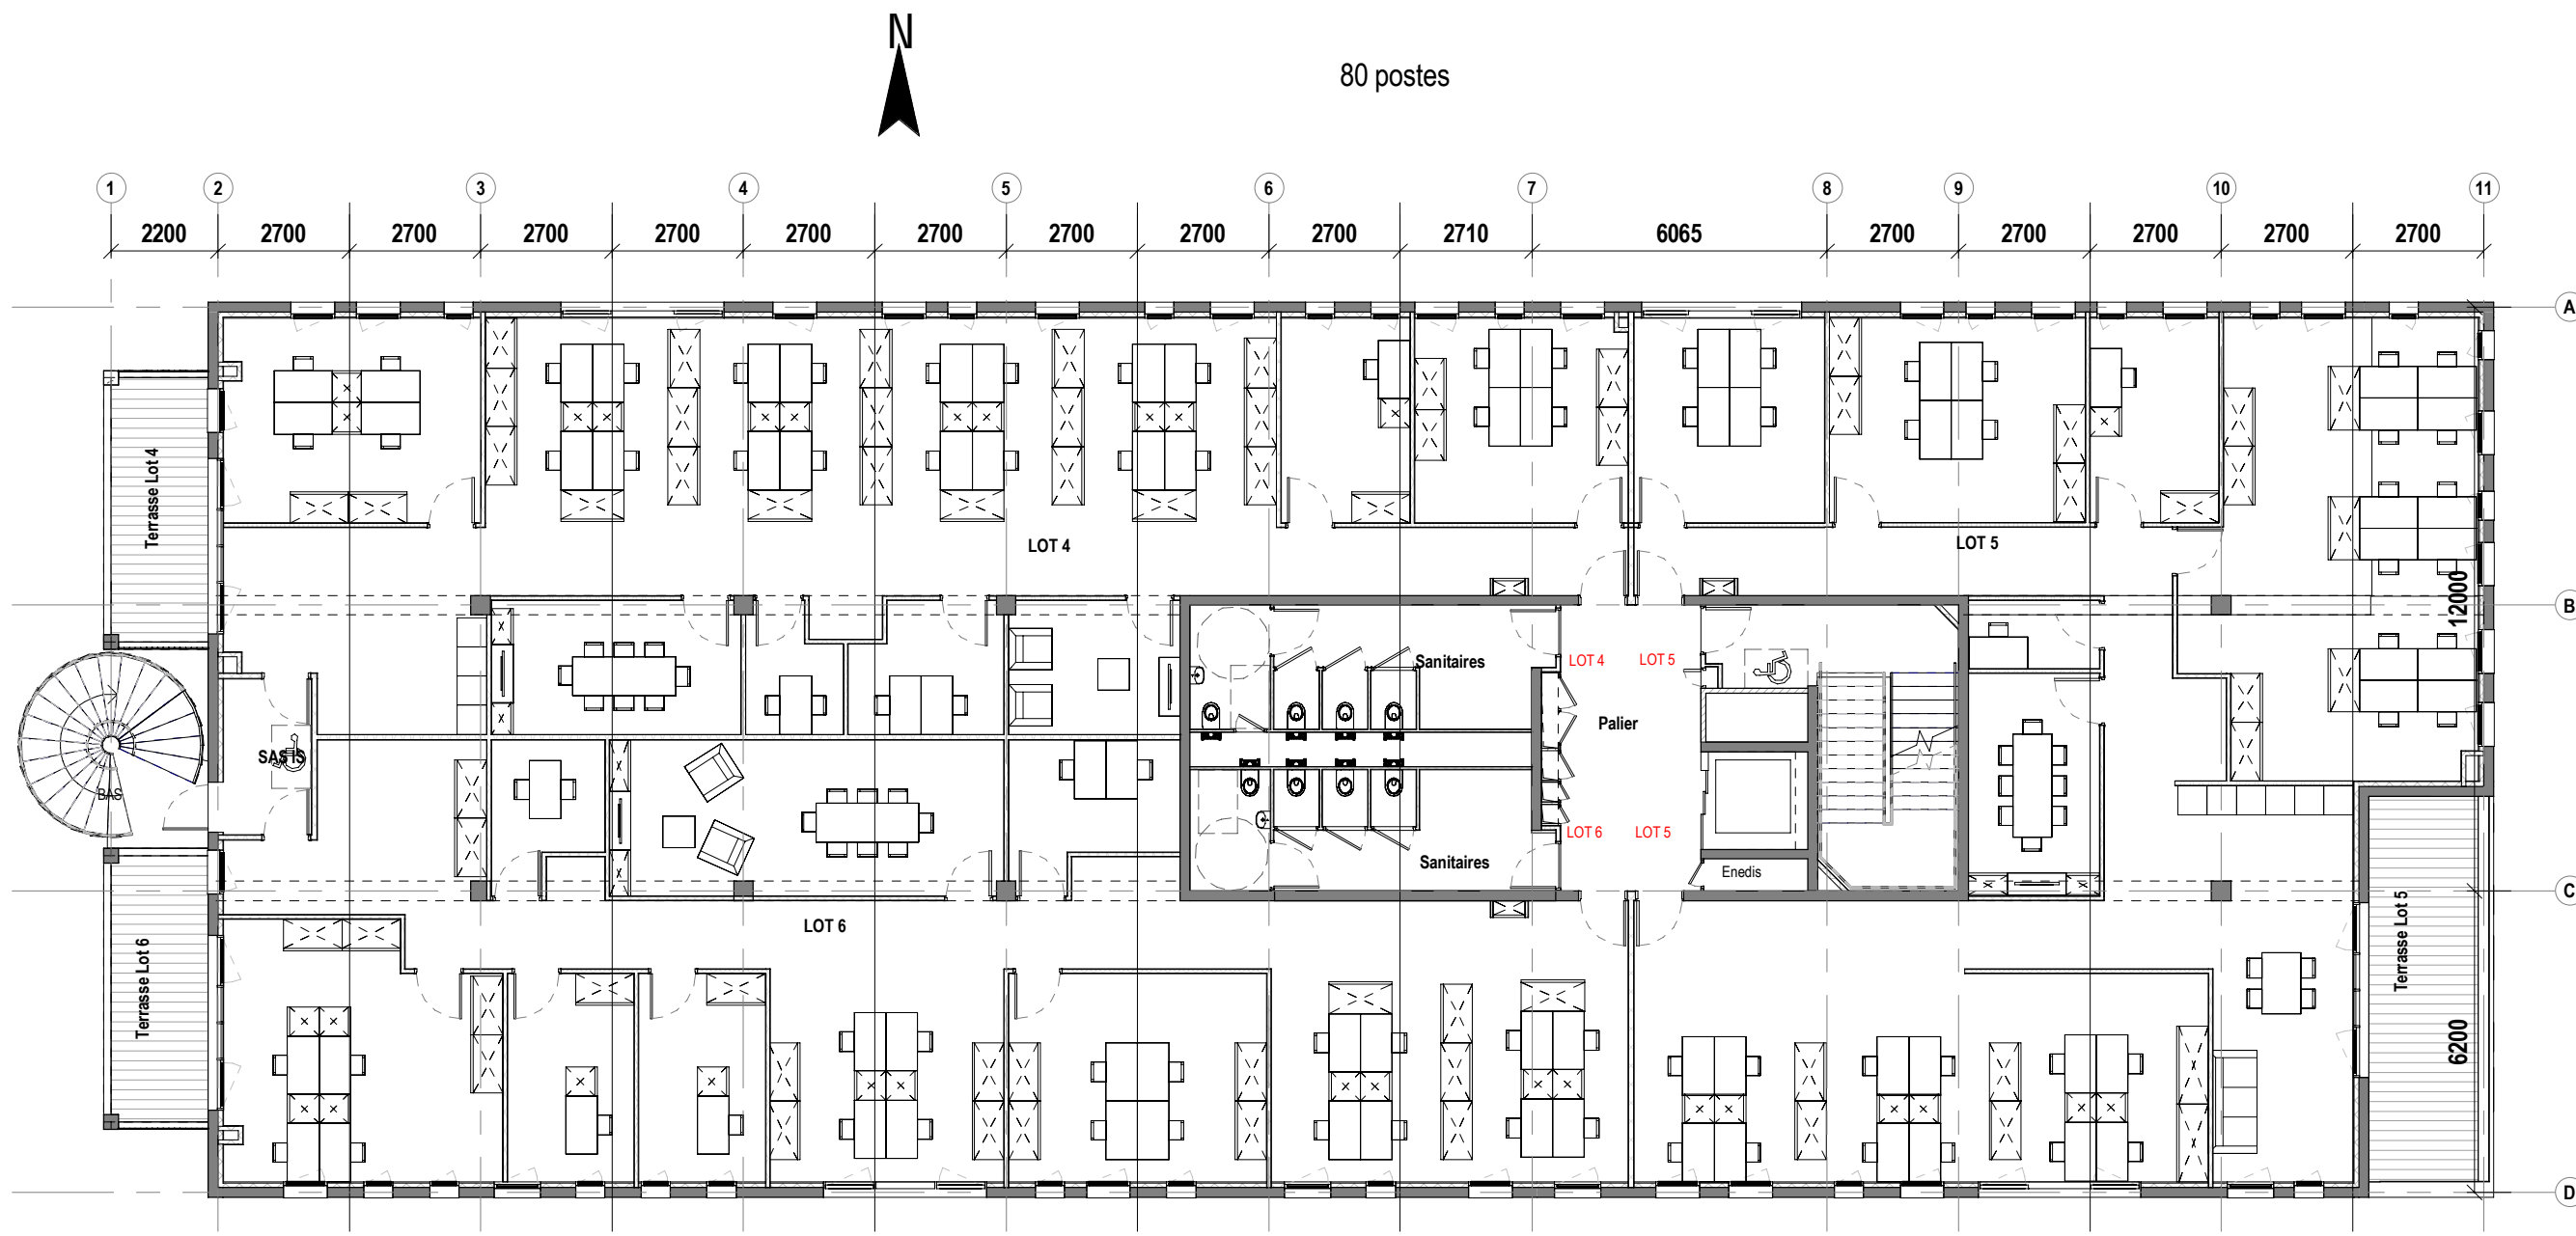 N
80 postes
1 2 3 4 5 6 7 8 9 10 11
2200 2700 2700 2700 2700 2700 2700 2700 2700 2700 2710 6065 2700 2700 2700 2700 2700
A
Terrasse Lot 4
LOT 4
LOT 5
12000
B
LOT 4 LOT 5
Sanitaires
Palier
SAS IS
BAS
LOT 6 LOT 5
Sanitaires
Enedis
C
LOT 6
Terrasse Lot 6
Terrasse Lot 5
6200
D